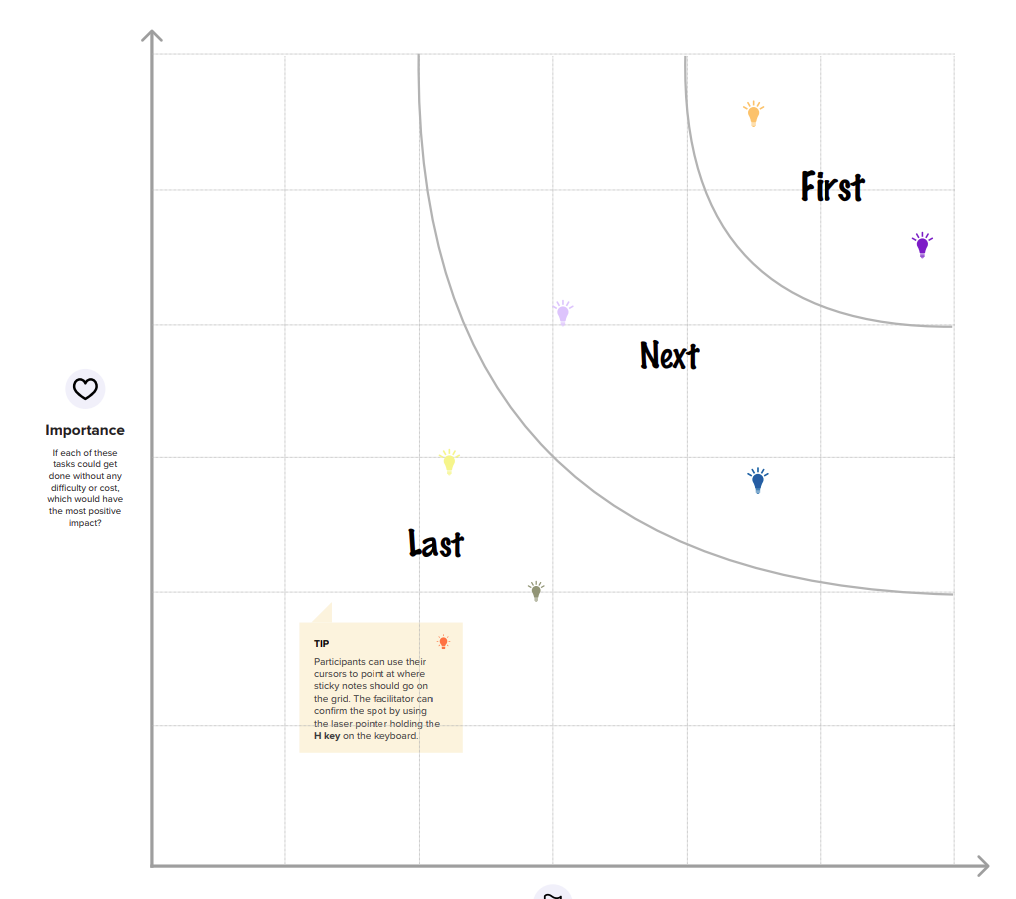 First
Next
Importance
If each of these
tasks could get
done without any
difficulty or cost,
which would have
the most positive
impact?
Last
TIP
Participants can use their
cursors to point at where
sticky notes should go on
the grid. The facilitator can
confirm the spot by using
the laser pointer holding the
H key on the keyboard.